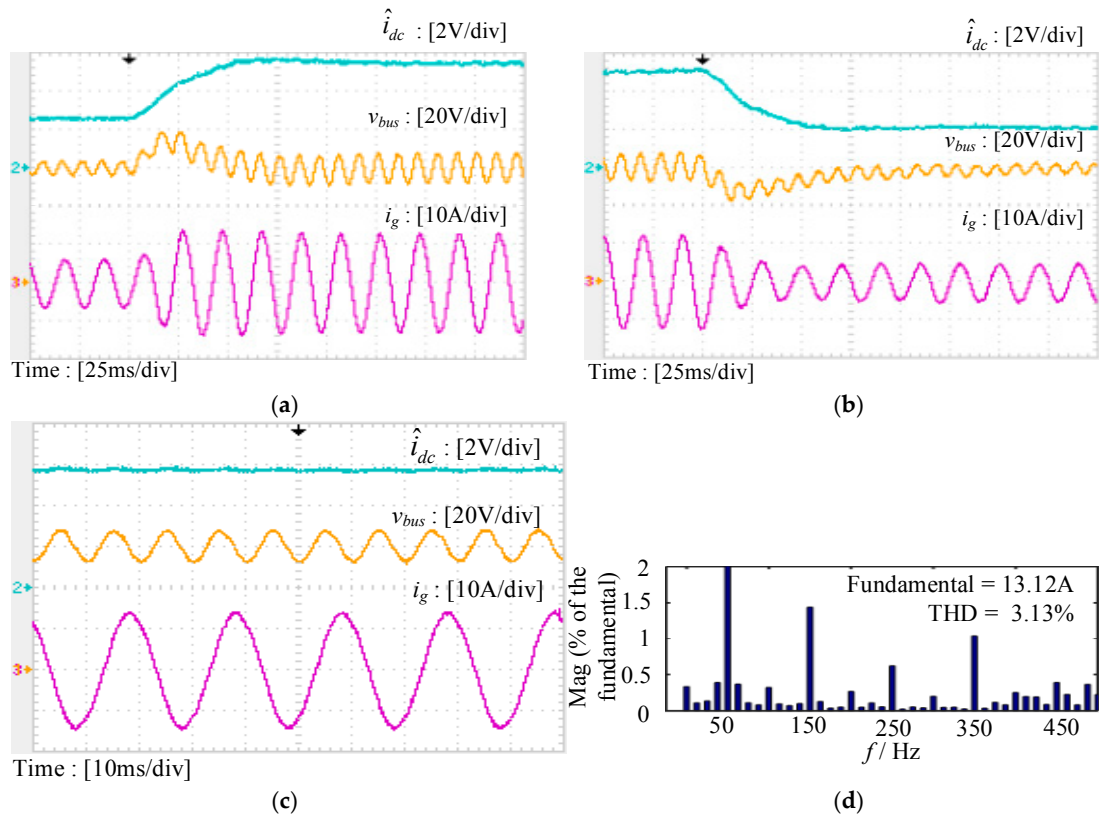 î_dc : [2V/div]
v_bus : [20V/div]
2
i_g : [10A/div]
3
Time : [25ms/div]
(a)
î_dc : [2V/div]
v_bus : [20V/div]
2
i_g : [10A/div]
3
Time : [25ms/div]
(b)
î_dc : [2V/div]
v_bus : [20V/div]
2
i_g : [10A/div]
3
Time : [10ms/div]
(c)
Mag (% of the
fundamental)
2
1.5
1
0.5
0
Fundamental = 13.12A
THD = 3.13%
50 150 250 350 450
f / Hz
(d)